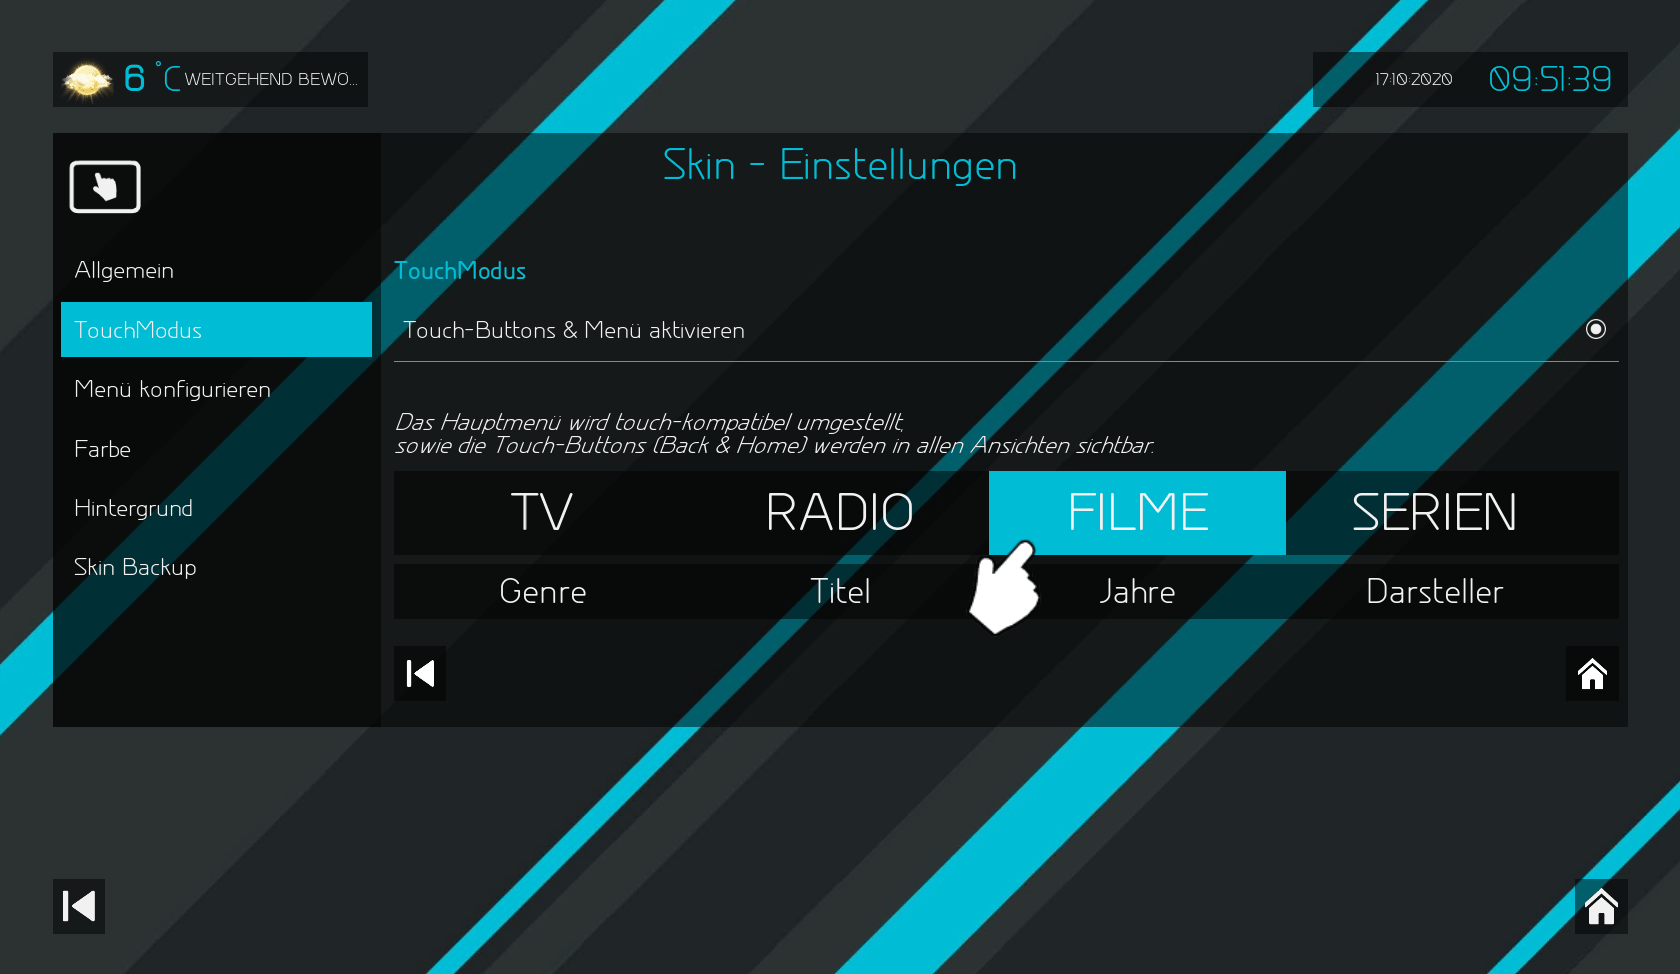 6 °C WEITGEHEND BEWO...
17.10.2020 09:51:39
Skin - Einstellungen
Allgemein
TouchModus
Menü konfigurieren
Farbe
Hintergrund
Skin Backup
TouchModus
Touch-Buttons & Menü aktivieren
Das Hauptmenü wird touch-kompatibel umgestellt,
sowie die Touch-Buttons (Back & Home) werden in allen Ansichten sichtbar.
TV RADIO FILME SERIEN
Genre Titel Jahre Darsteller